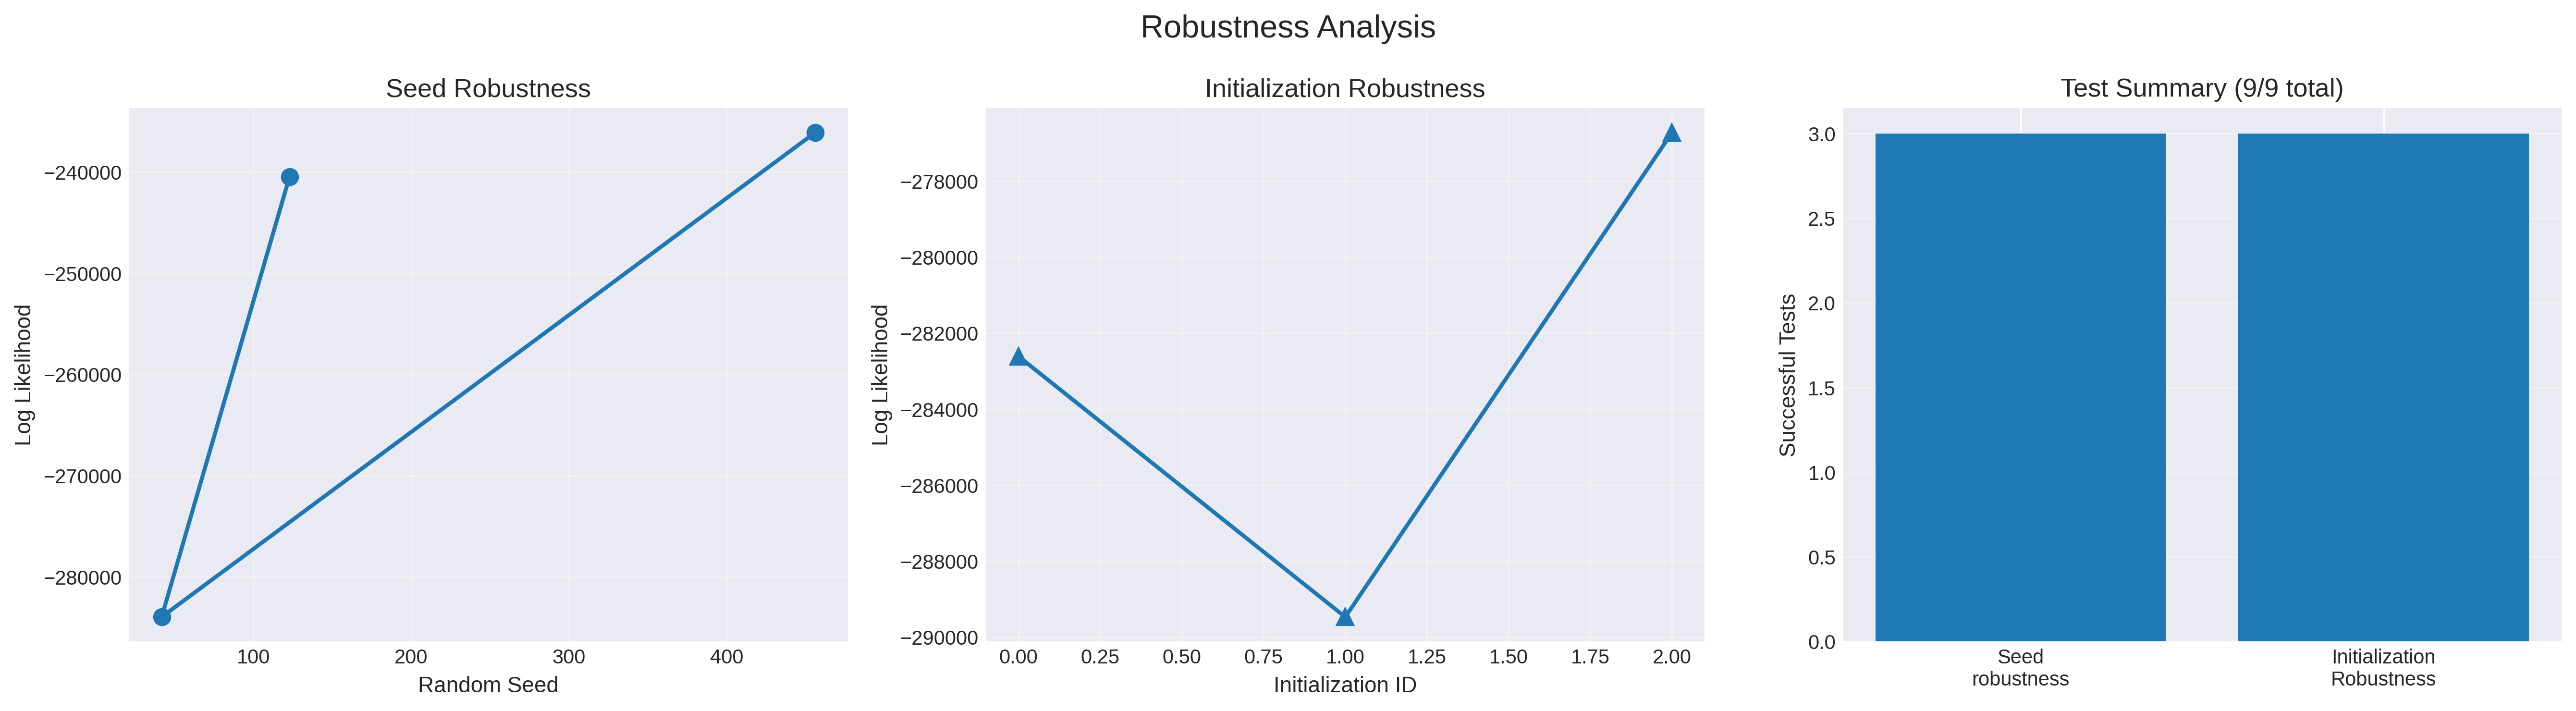 Robustness Analysis
Seed Robustness
Log Likelihood
−240000
−250000
−260000
−270000
−280000
100
200
300
400
Random Seed
Initialization Robustness
Log Likelihood
−278000
−280000
−282000
−284000
−286000
−288000
−290000
0.00
0.25
0.50
0.75
1.00
1.25
1.50
1.75
2.00
Initialization ID
Test Summary (9/9 total)
Successful Tests
3.0
2.5
2.0
1.5
1.0
0.5
0.0
Seed
robustness
Initialization
Robustness